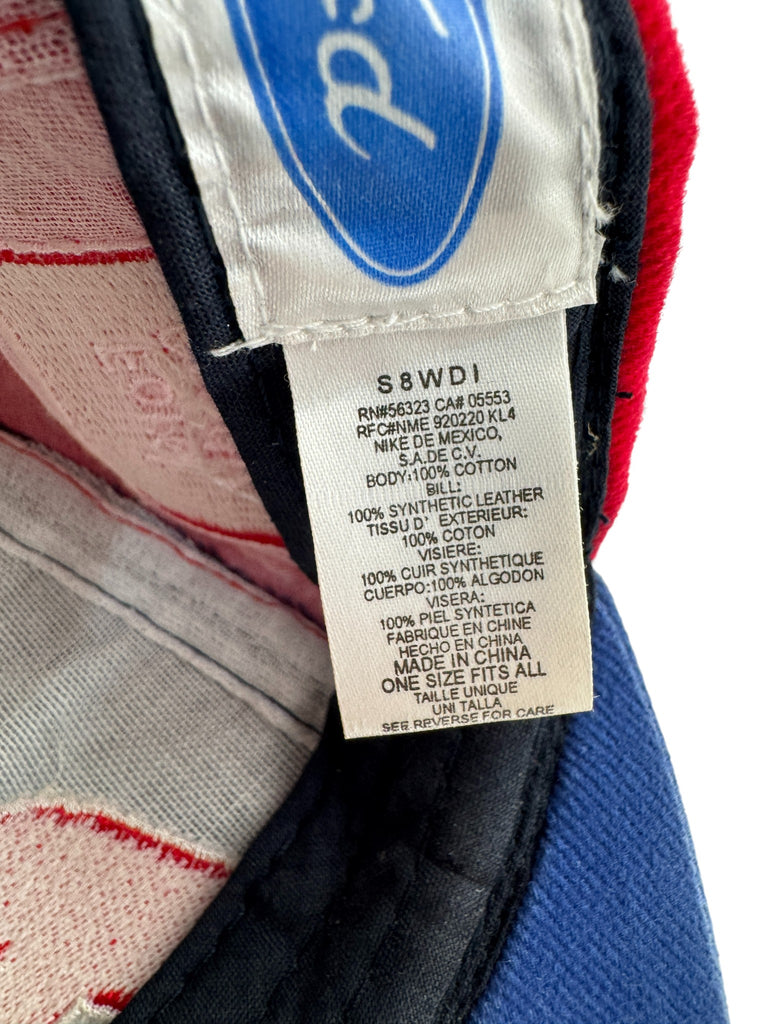 S8WDI
RN#56323 CA# 05553
RFC#NME 920220 KL4
NIKE DE MEXICO,
S.A.DE C.V.
BODY:100% COTTON
BILL:
100% SYNTHETIC LEATHER
TISSU D' EXTERIEUR:
100% COTON
VISIERE:
100% CUIR SYNTHETIQUE
CUERPO:100% ALGODON
VISERA:
100% PIEL SYNTETICA
FABRIQUE EN CHINE
HECHO EN CHINA
MADE IN CHINA
ONE SIZE FITS ALL
TAILLE UNIQUE
UNI TALLA
SEE REVERSE FOR CARE